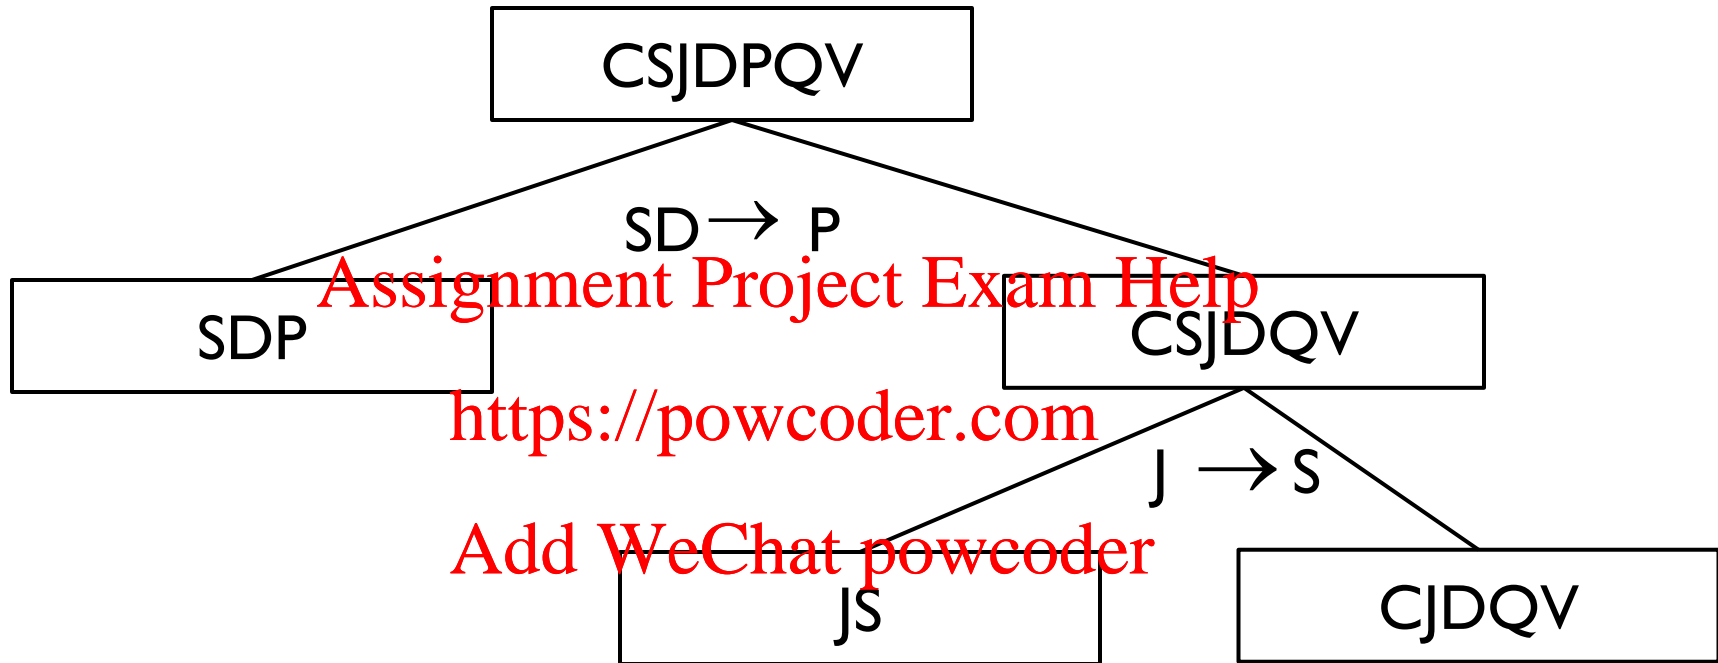 CSJDPQV
SD → P
Assignment Project Exam Help
SDP
CSJDQV
https://powcoder.com
J → S
Add WeChat powcoder
JS
CJDQV